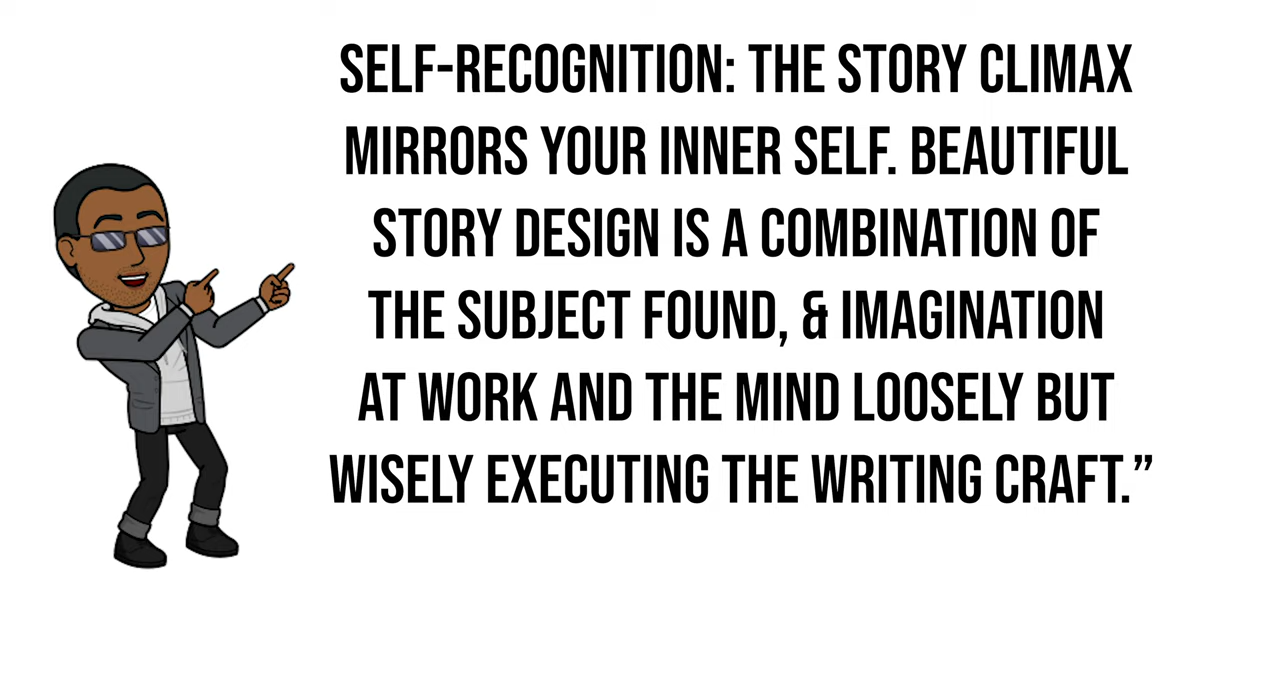 SELF-RECOGNITION: THE STORY CLIMAX
MIRRORS YOUR INNER SELF. BEAUTIFUL
STORY DESIGN IS A COMBINATION OF
THE SUBJECT FOUND, & IMAGINATION
AT WORK AND THE MIND LOOSELY BUT
WISELY EXECUTING THE WRITING CRAFT.”